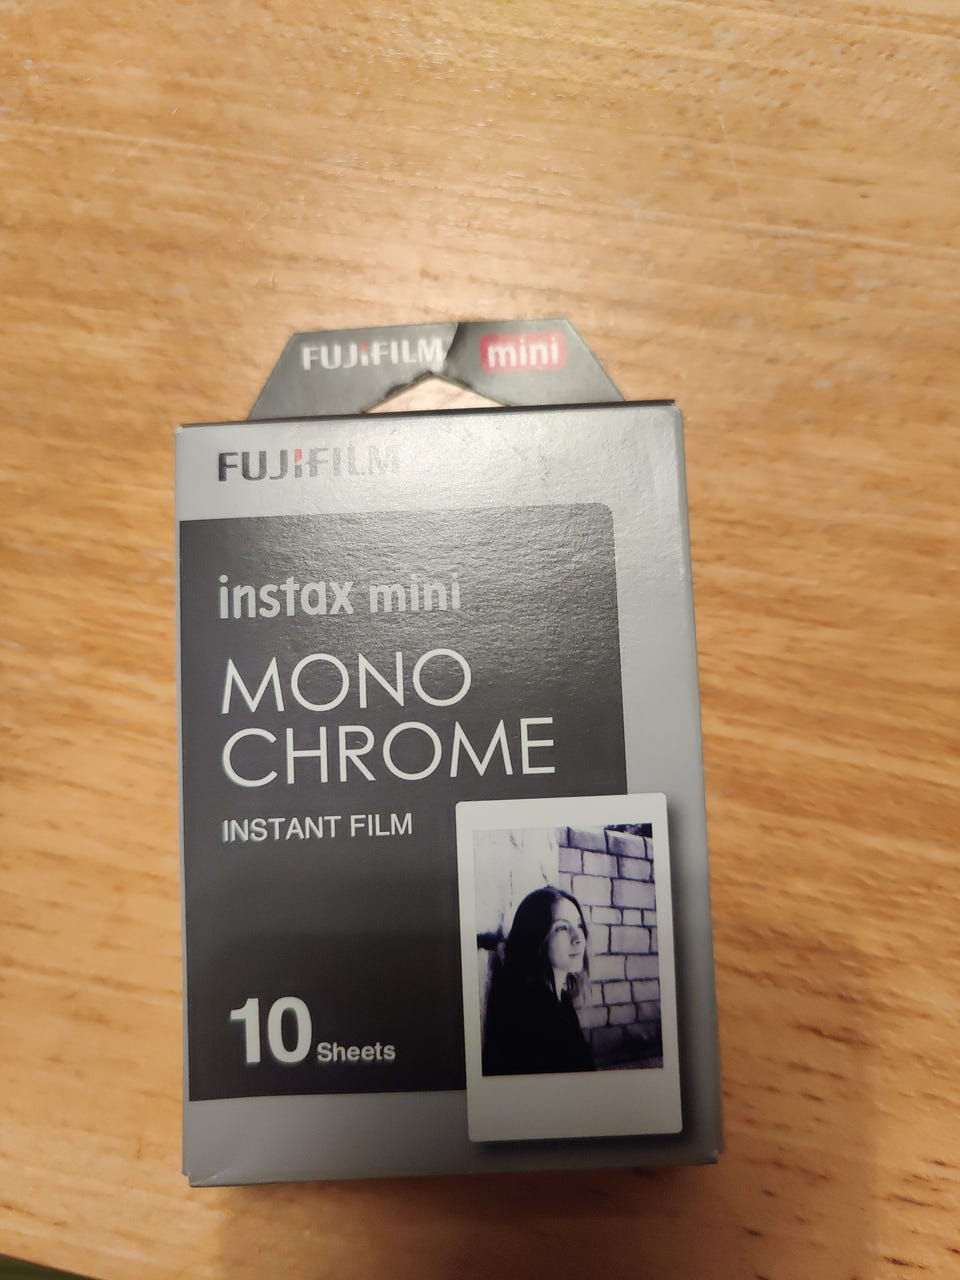 FUJIFILM mini
FUJIFILM
instax mini
MONO
CHROME
INSTANT FILM
10 Sheets